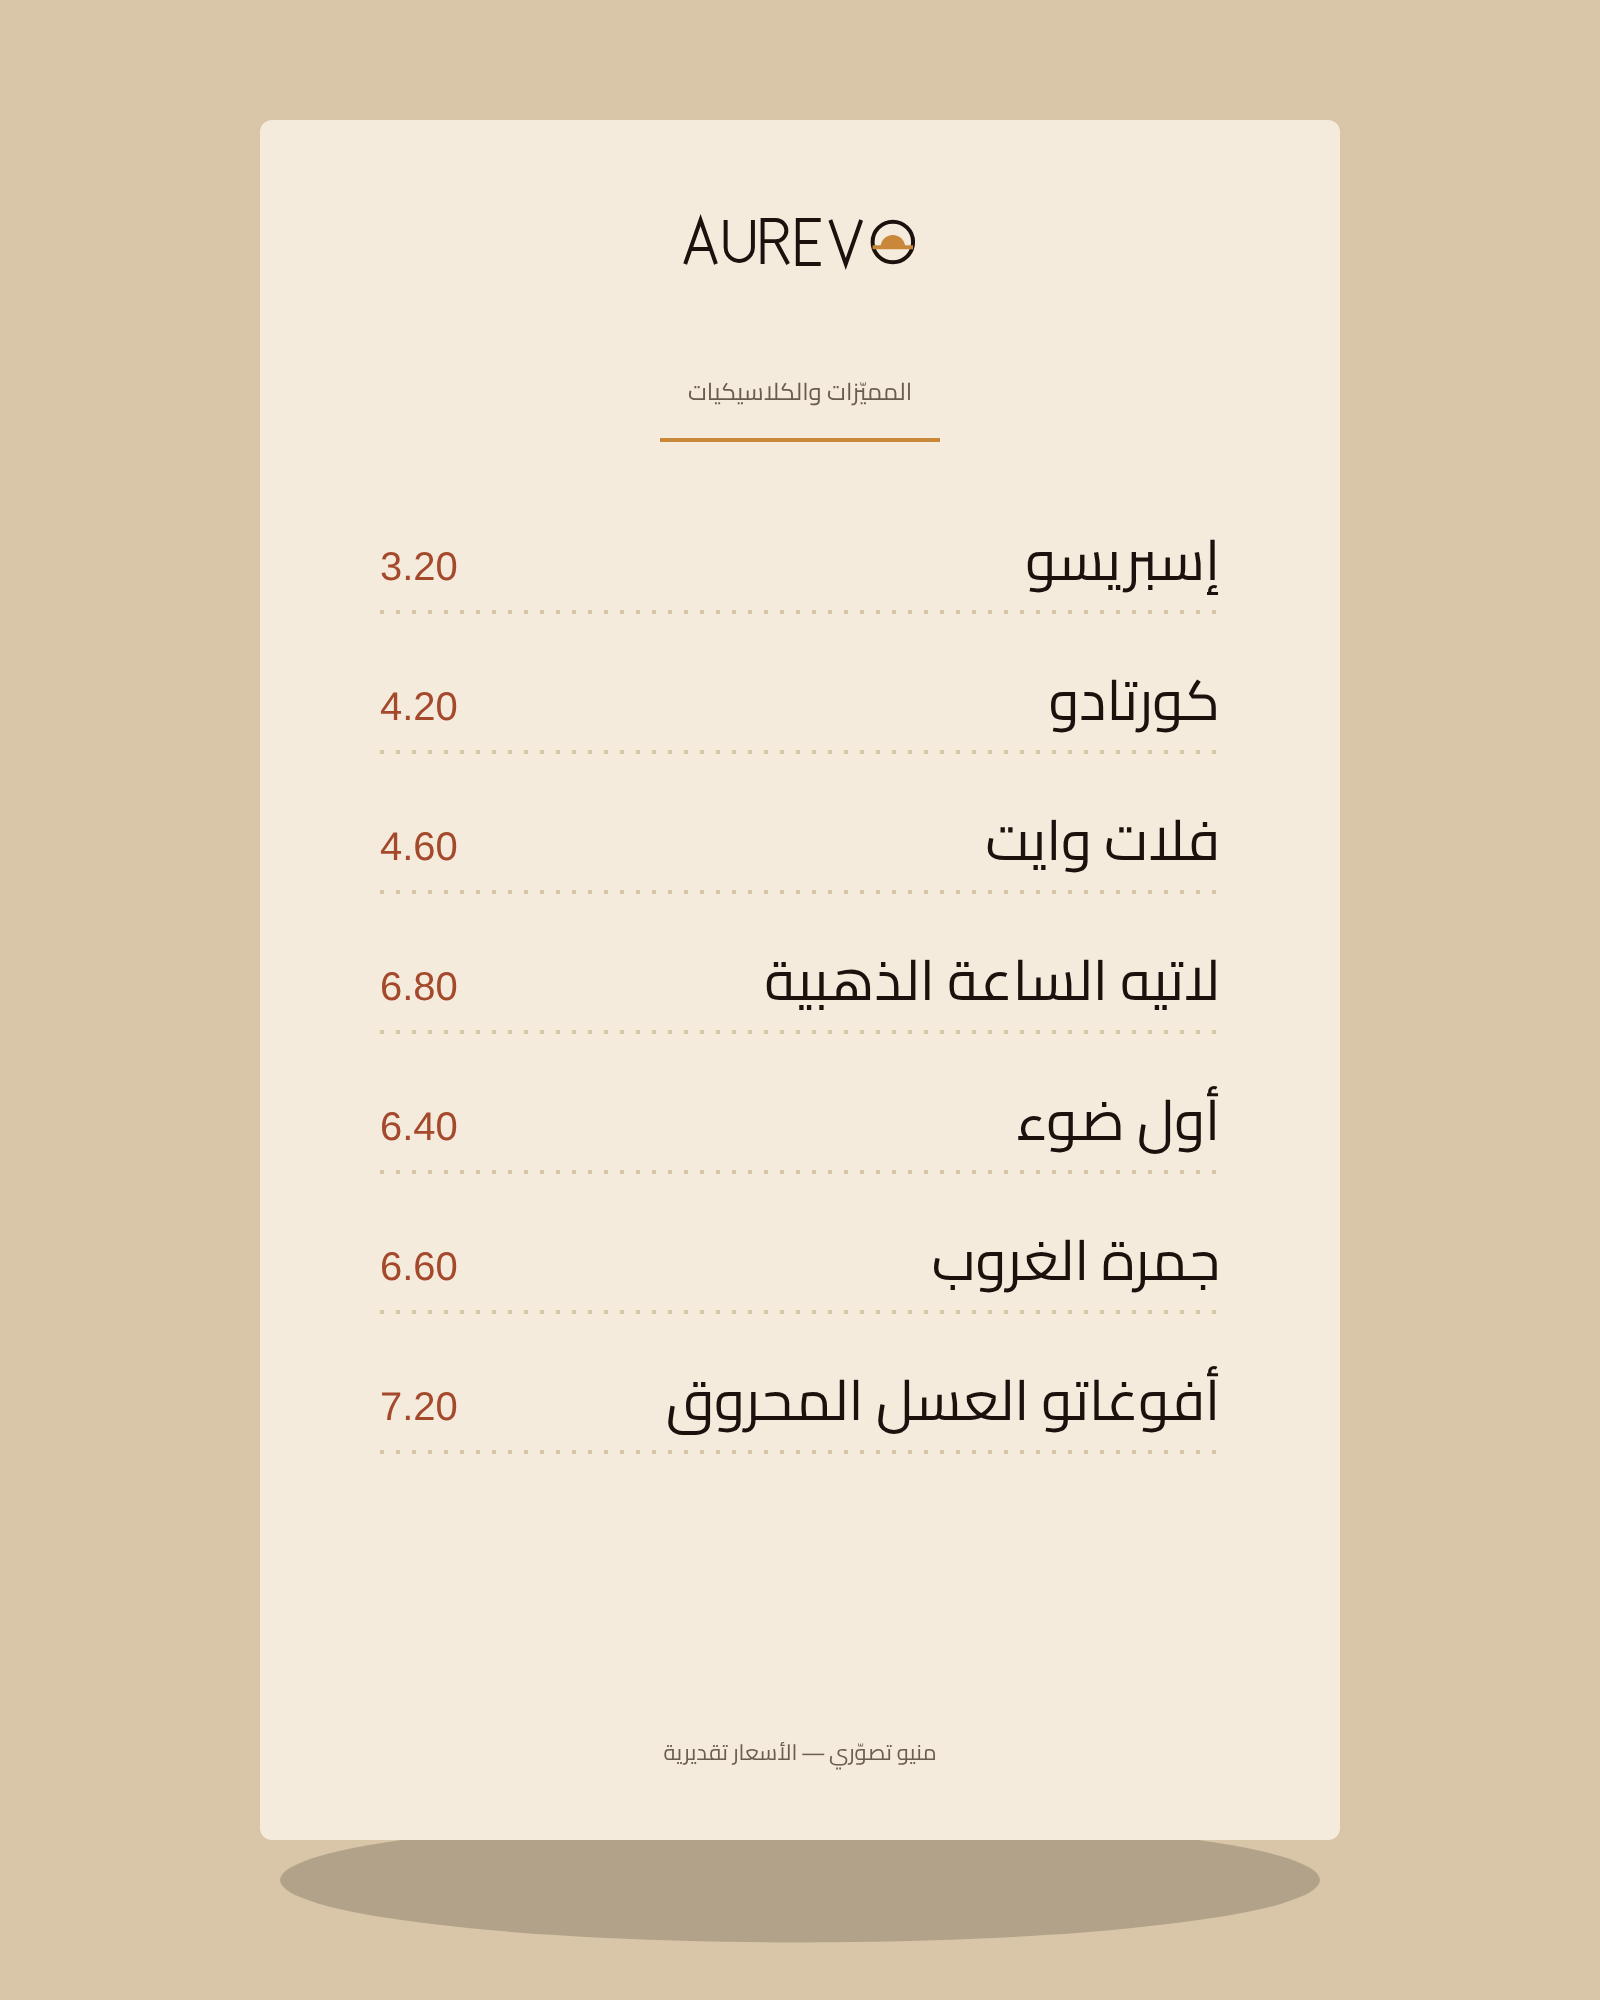 AUREVO
المميّزات والكلاسيكيات
إسبريسو 3.20
كورتادو 4.20
فلات وايت 4.60
لاتيه الساعة الذهبية 6.80
أول ضوء 6.40
جمرة الغروب 6.60
أفوغاتو العسل المحروق 7.20
منيو تصوّري — الأسعار تقديرية